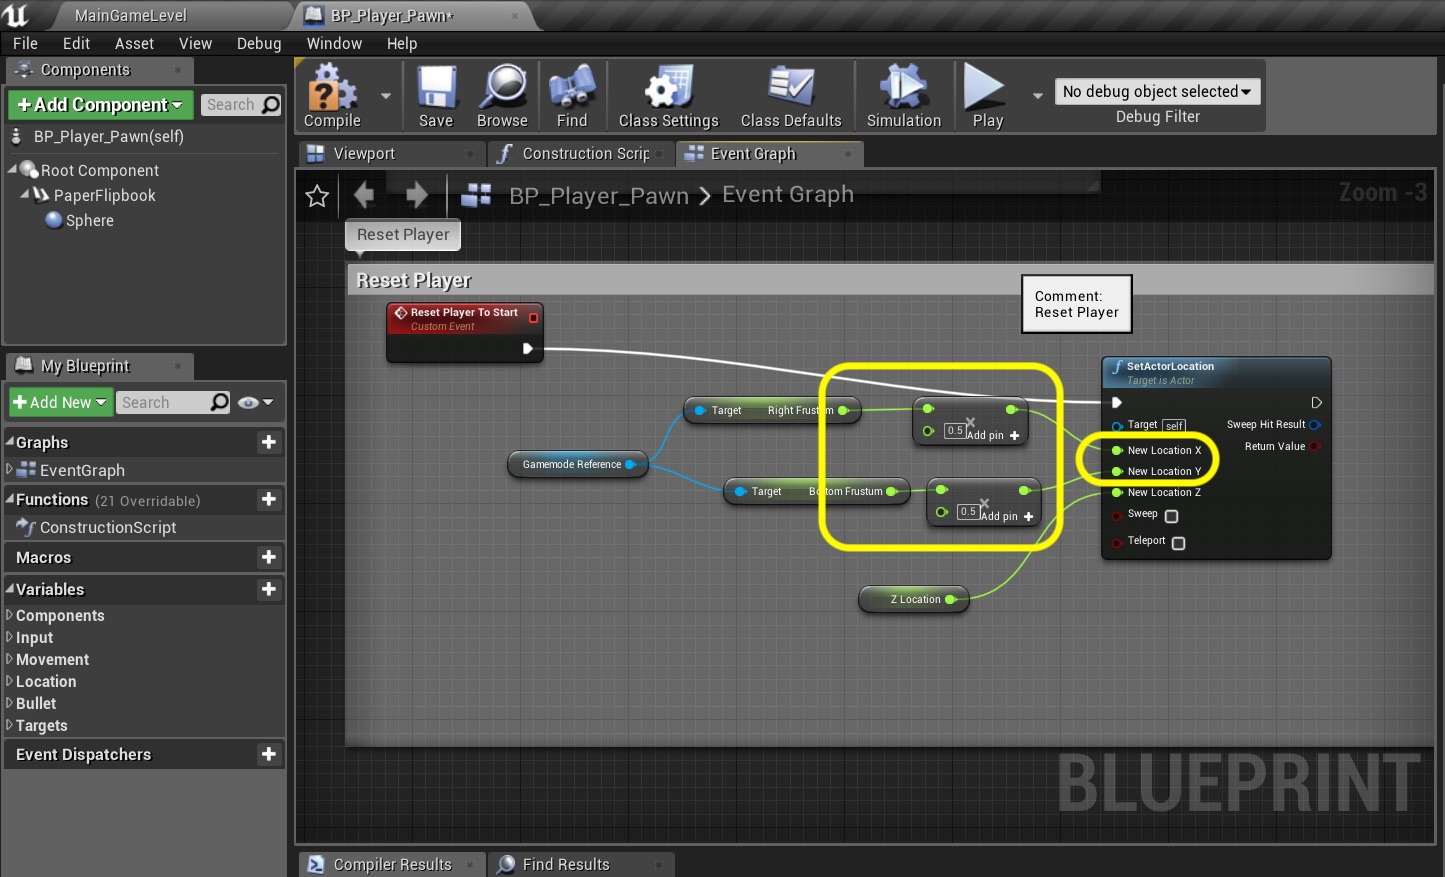 MainGameLevel
BP_Player_Pawn*
File Edit Asset View Debug Window Help
Components
+Add Component
Search
BP_Player_Pawn(self)
Root Component
PaperFlipbook
Sphere
Compile
Save
Browse
Find
Class Settings
Class Defaults
Simulation
Play
No debug object selected
Debug Filter
Viewport
Construction Scrip
Event Graph
BP_Player_Pawn > Event Graph
Zoom -3
Reset Player
Reset Player
Comment:
Reset Player
Reset Player To Start
Custom Event
Gamemode Reference
Target Right Frustum
0.5 Add pin +
Target Bottom Frustum
0.5 Add pin +
Z Location
SetActorLocation
Target is Actor
Target self
Sweep Hit Result
New Location X
Return Value
New Location Y
New Location Z
Sweep
Teleport
BLUEPRINT
My Blueprint
+Add New
Search
Graphs
EventGraph
Functions (21 Overridable)
ConstructionScript
Macros
Variables
Components
Input
Movement
Location
Bullet
Targets
Event Dispatchers
Compiler Results
Find Results